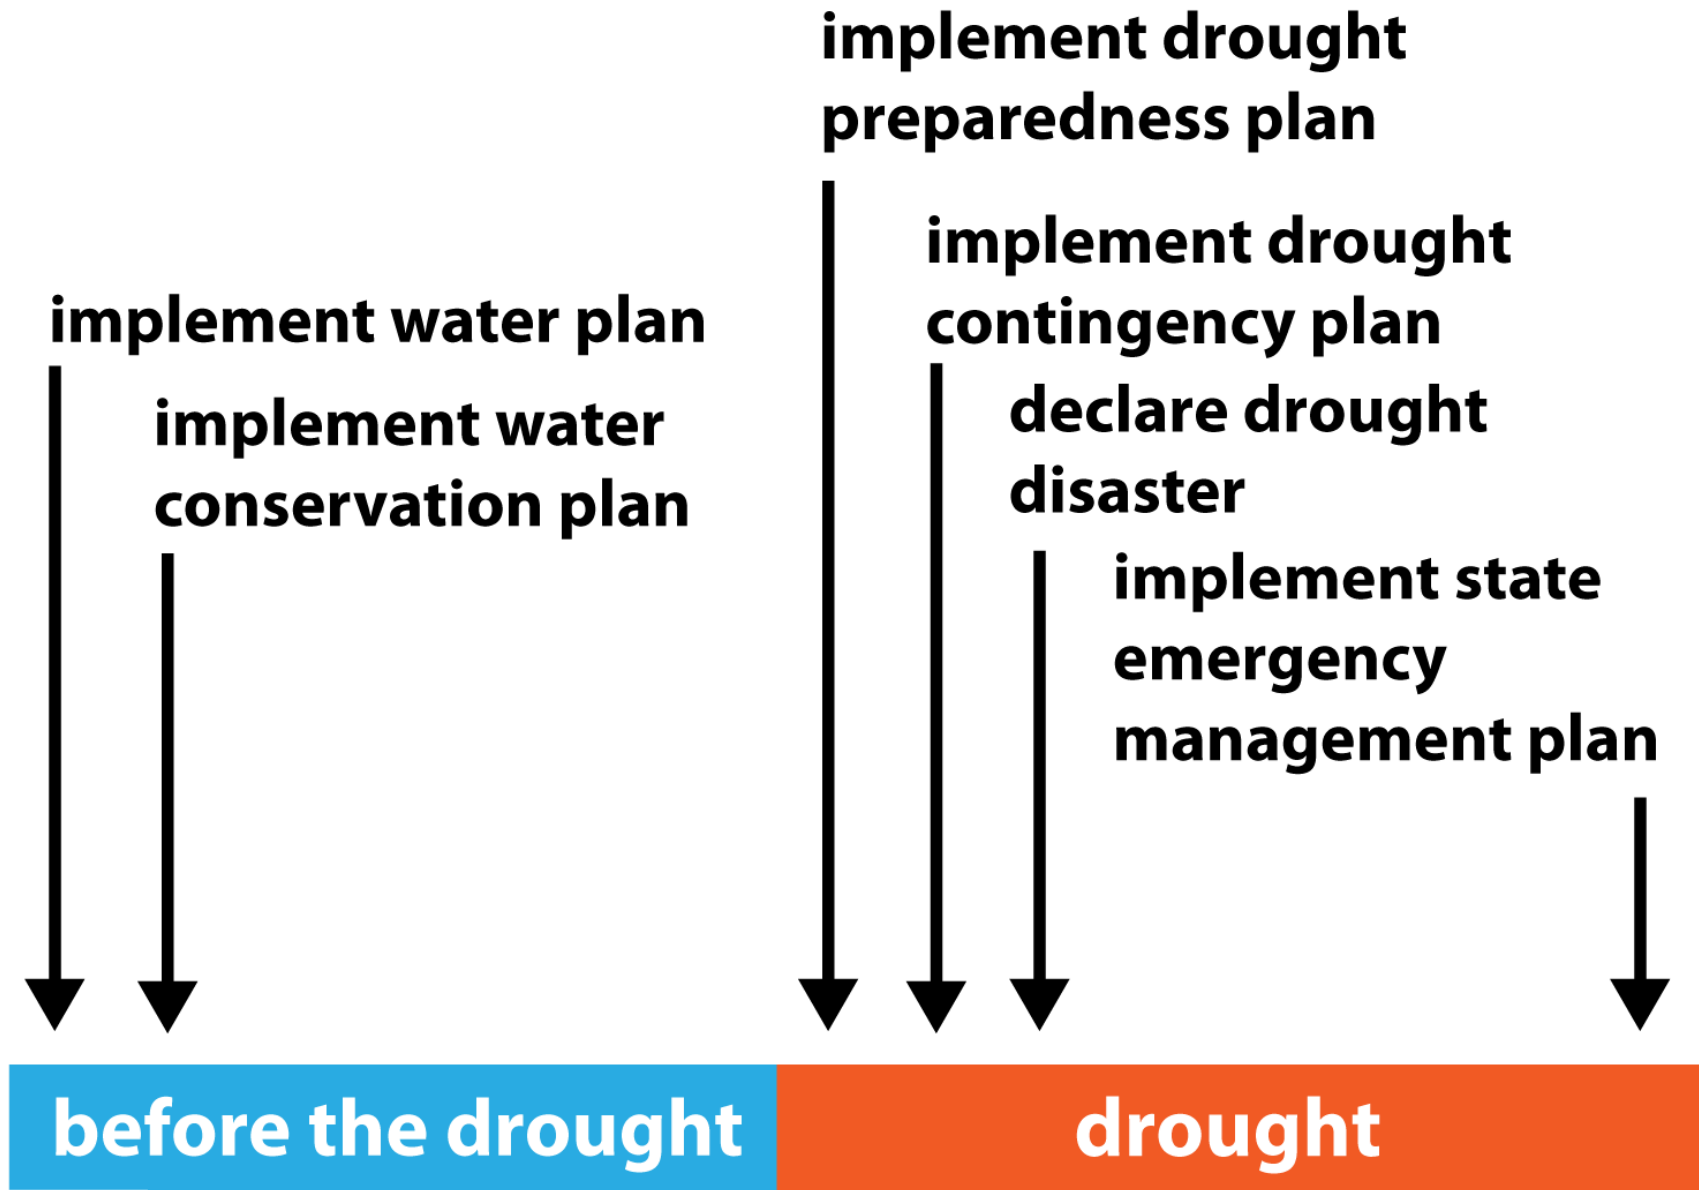 implement drought
preparedness plan
implement drought
contingency plan
implement water plan
declare drought
disaster
implement water
conservation plan
implement state
emergency
management plan
before the drought
drought